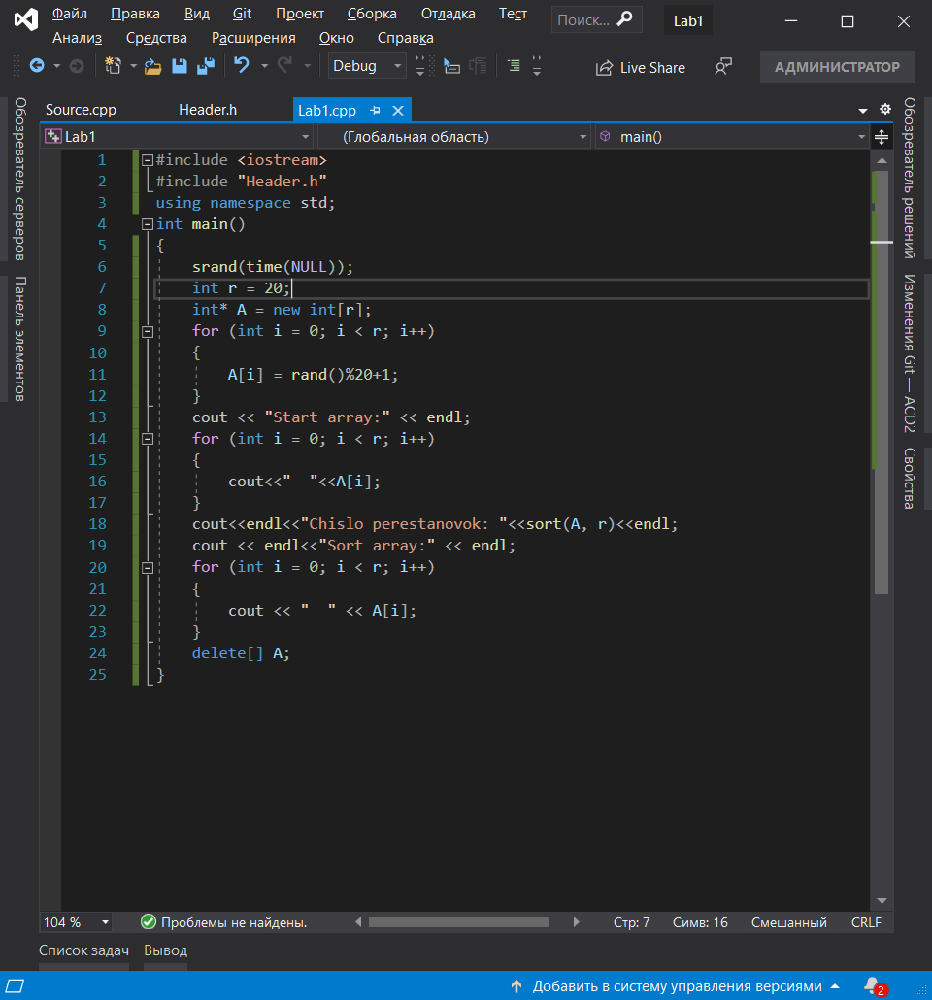 Файл Правка Вид Git Проект Сборка Отладка Тест Поиск... Lab1
Анализ Средства Расширения Окно Справка
Debug Live Share АДМИНИСТРАТОР
Source.cpp Header.h Lab1.cpp
Lab1 (Глобальная область) main()
1 #include <iostream>
2 #include "Header.h"
3 using namespace std;
4 int main()
5 {
6 srand(time(NULL));
7 int r = 20;
8 int* A = new int[r];
9 for (int i = 0; i < r; i++)
10 {
11 A[i] = rand()%20+1;
12 }
13 cout << "Start array:" << endl;
14 for (int i = 0; i < r; i++)
15 {
16 cout<<"  "<<A[i];
17 }
18 cout<<endl<<"Chislo perestanovok: "<<sort(A, r)<<endl;
19 cout << endl<<"Sort array:" << endl;
20 for (int i = 0; i < r; i++)
21 {
22 cout << "  " << A[i];
23 }
24 delete[] A;
25 }
Обозреватель серверов
Панель элементов
Обозреватель решений
Изменения Git — ACD2
Свойства
104 % Проблемы не найдены. Стр: 7 Симв: 16 Смешанный CRLF
Список задач Вывод
Добавить в систему управления версиями 2